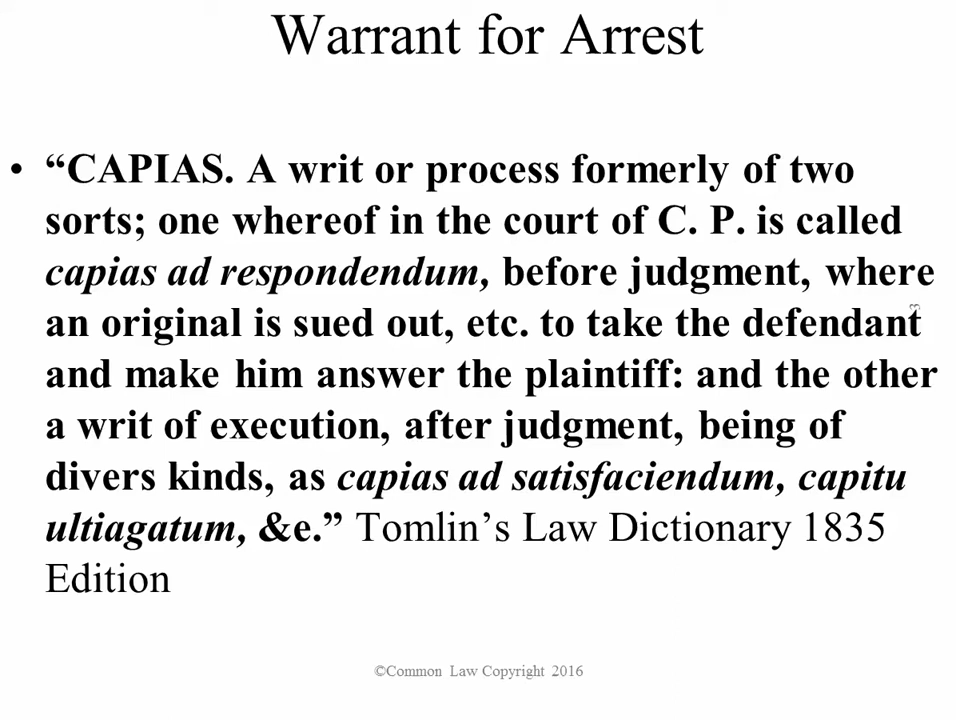 Warrant for Arrest
• “CAPIAS. A writ or process formerly of two
sorts; one whereof in the court of C. P. is called
capias ad respondendum, before judgment, where
an original is sued out, etc. to take the defendant
and make him answer the plaintiff: and the other
a writ of execution, after judgment, being of
divers kinds, as capias ad satisfaciendum, capitu
ultiagatum, &e.” Tomlin’s Law Dictionary 1835
Edition
3
©Common Law Copyright 2016